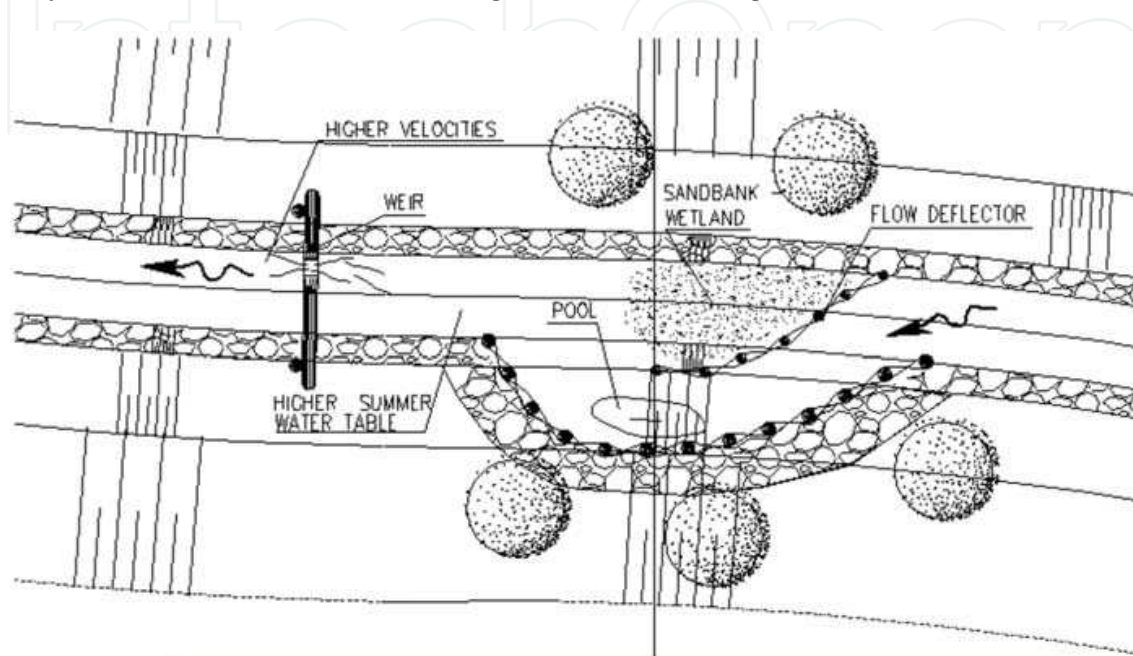 HIGHER VELOCITIES
WEIR
SANDBANK
WETLAND
FLOW DEFLECTOR
POOL
HIGHER SUMMER
WATER TABLE